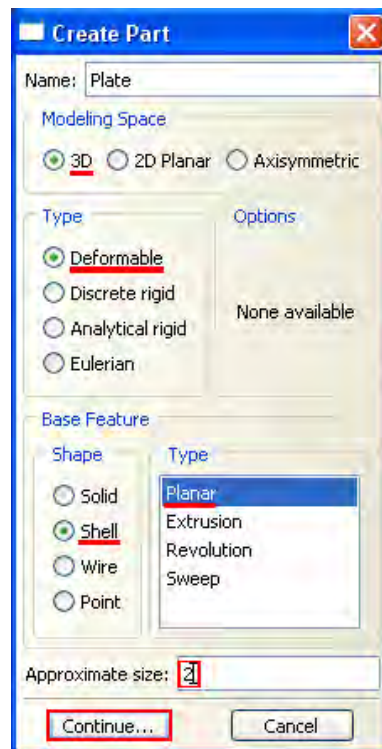 Create Part
Name: Plate
Modeling Space
3D 2D Planar Axisymmetric
Type
Deformable
Discrete rigid
Analytical rigid
Eulerian
Options
None available
Base Feature
Shape
Solid
Shell
Wire
Point
Type
Planar
Extrusion
Revolution
Sweep
Approximate size: 2
Continue... Cancel